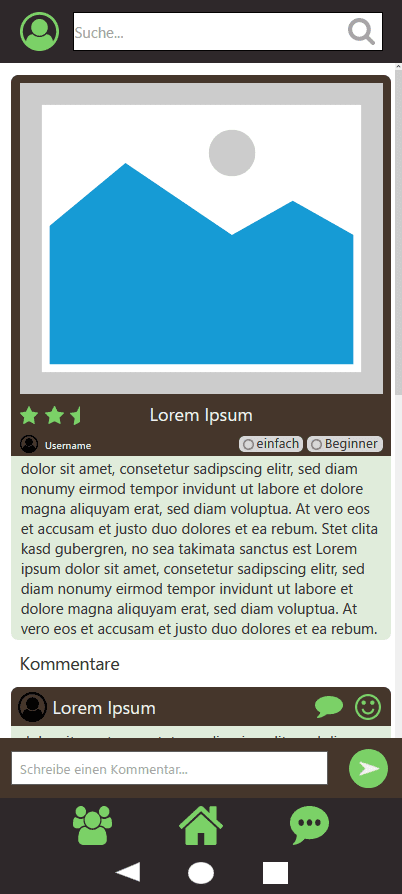 Suche...
Lorem Ipsum
Username
einfach Beginner
dolor sit amet, consetetur sadipscing elitr, sed diam
nonumy eirmod tempor invidunt ut labore et dolore
magna aliquyam erat, sed diam voluptua. At vero eos
et accusam et justo duo dolores et ea rebum. Stet clita
kasd gubergren, no sea takimata sanctus est Lorem
ipsum dolor sit amet, consetetur sadipscing elitr, sed
diam nonumy eirmod tempor invidunt ut labore et
dolore magna aliquyam erat, sed diam voluptua. At
vero eos et accusam et justo duo dolores et ea rebum.
Kommentare
Lorem Ipsum
Schreibe einen Kommentar...